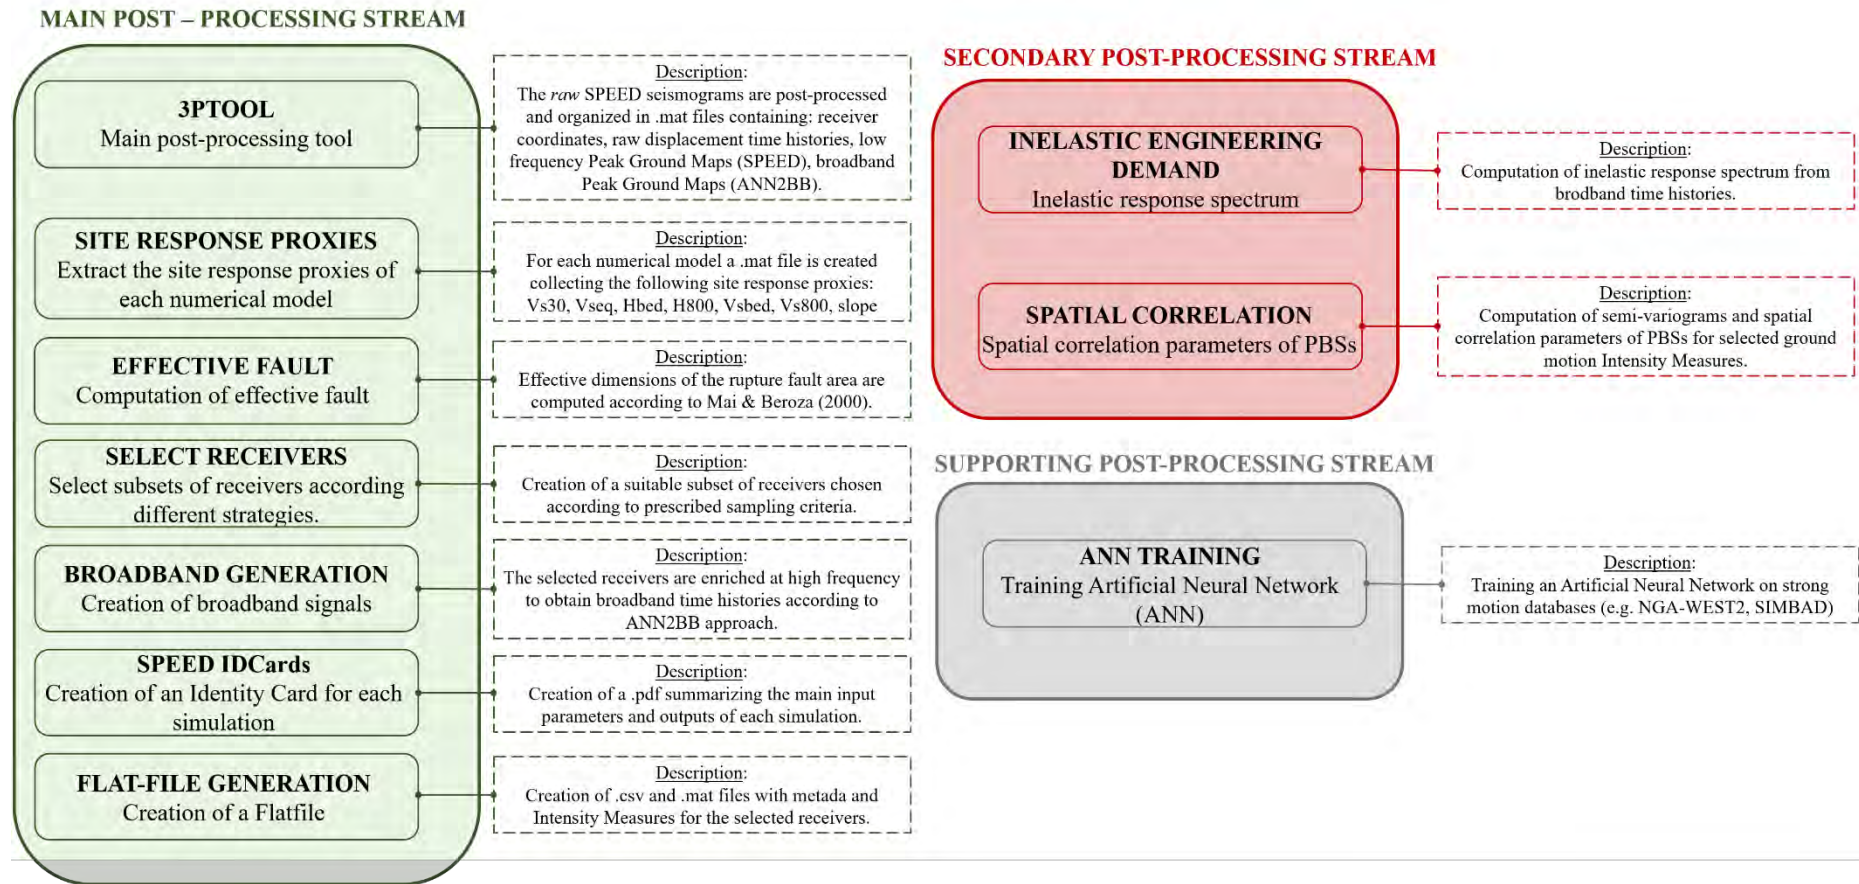 MAIN POST – PROCESSING STREAM
3PTOOL
Main post-processing tool
Description:
The raw SPEED seismograms are post-processed
and organized in .mat files containing: receiver
coordinates, raw displacement time histories, low
frequency Peak Ground Maps (SPEED), broadband
Peak Ground Maps (ANN2BB).
SITE RESPONSE PROXIES
Extract the site response proxies of
each numerical model
Description:
For each numerical model a .mat file is created
collecting the following site response proxies:
Vs30, Vseq, Hbed, H800, Vsbed, Vs800, slope
EFFECTIVE FAULT
Computation of effective fault
Description:
Effective dimensions of the rupture fault area are
computed according to Mai & Beroza (2000).
SELECT RECEIVERS
Select subsets of receivers according
different strategies.
Description:
Creation of a suitable subset of receivers chosen
according to prescribed sampling criteria.
BROADBAND GENERATION
Creation of broadband signals
Description:
The selected receivers are enriched at high frequency
to obtain broadband time histories according to
ANN2BB approach.
SPEED IDCards
Creation of an Identity Card for each
simulation
Description:
Creation of a .pdf summarizing the main input
parameters and outputs of each simulation.
FLAT-FILE GENERATION
Creation of a Flatfile
Description:
Creation of .csv and .mat files with metada and
Intensity Measures for the selected receivers.
SECONDARY POST-PROCESSING STREAM
INELASTIC ENGINEERING
DEMAND
Inelastic response spectrum
Description:
Computation of inelastic response spectrum from
brodband time histories.
SPATIAL CORRELATION
Spatial correlation parameters of PBSs
Description:
Computation of semi-variograms and spatial
correlation parameters of PBSs for selected ground
motion Intensity Measures.
SUPPORTING POST-PROCESSING STREAM
ANN TRAINING
Training Artificial Neural Network
(ANN)
Description:
Training an Artificial Neural Network on strong
motion databases (e.g. NGA-WEST2, SIMBAD)